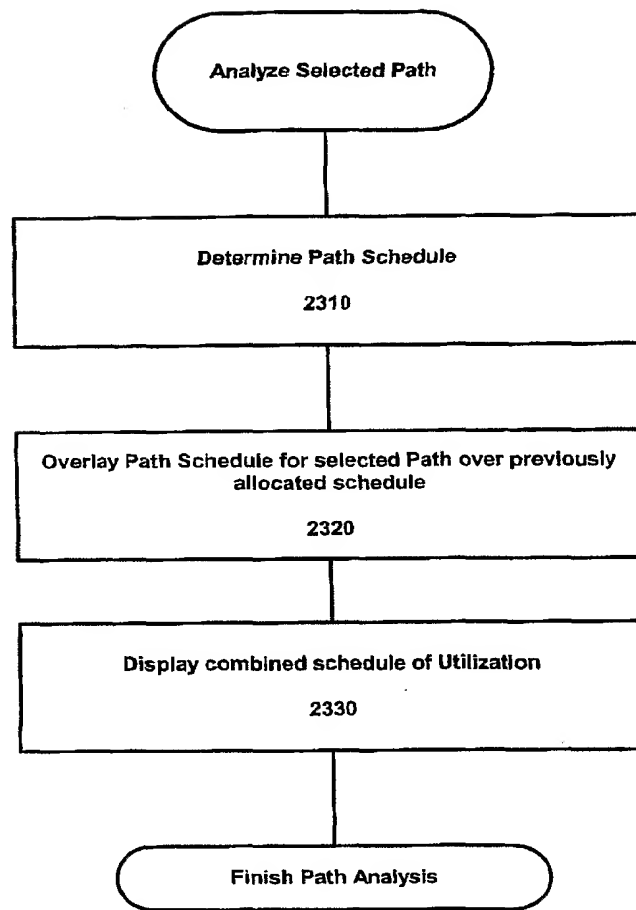 Analyze Selected Path
Determine Path Schedule
2310
Overlay Path Schedule for selected Path over previously
allocated schedule
2320
Display combined schedule of Utilization
2330
Finish Path Analysis